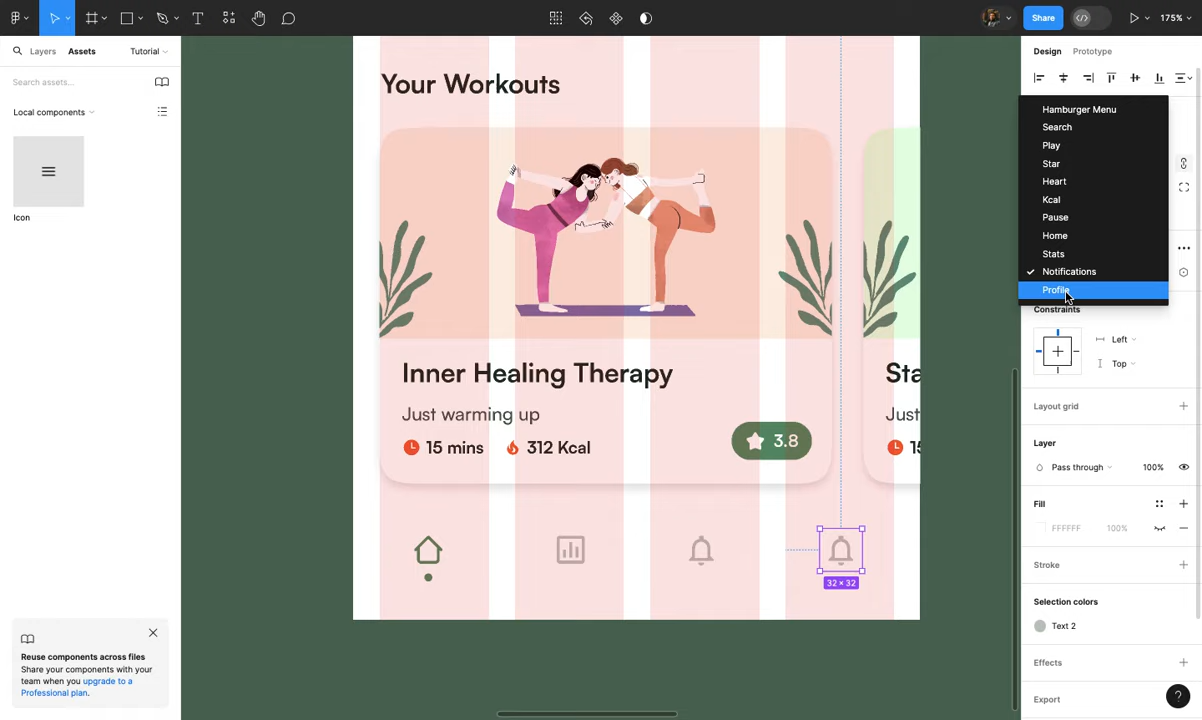 Share
175%
Layers
Assets
Tutorial
Search assets...
Local components
Icon
Reuse components across files
Share your components with your
team when you upgrade to a
Professional plan.
Your Workouts
Inner Healing Therapy
Just warming up
15 mins
312 Kcal
3.8
Sta
Just
15
32 × 32
Design
Prototype
Hamburger Menu
Search
Play
Star
Heart
Kcal
Pause
Home
Stats
Notifications
Profile
Constraints
Left
Top
Layout grid
Layer
Pass through
100%
Fill
FFFFFF
100%
Stroke
Selection colors
Text 2
Effects
Export
?